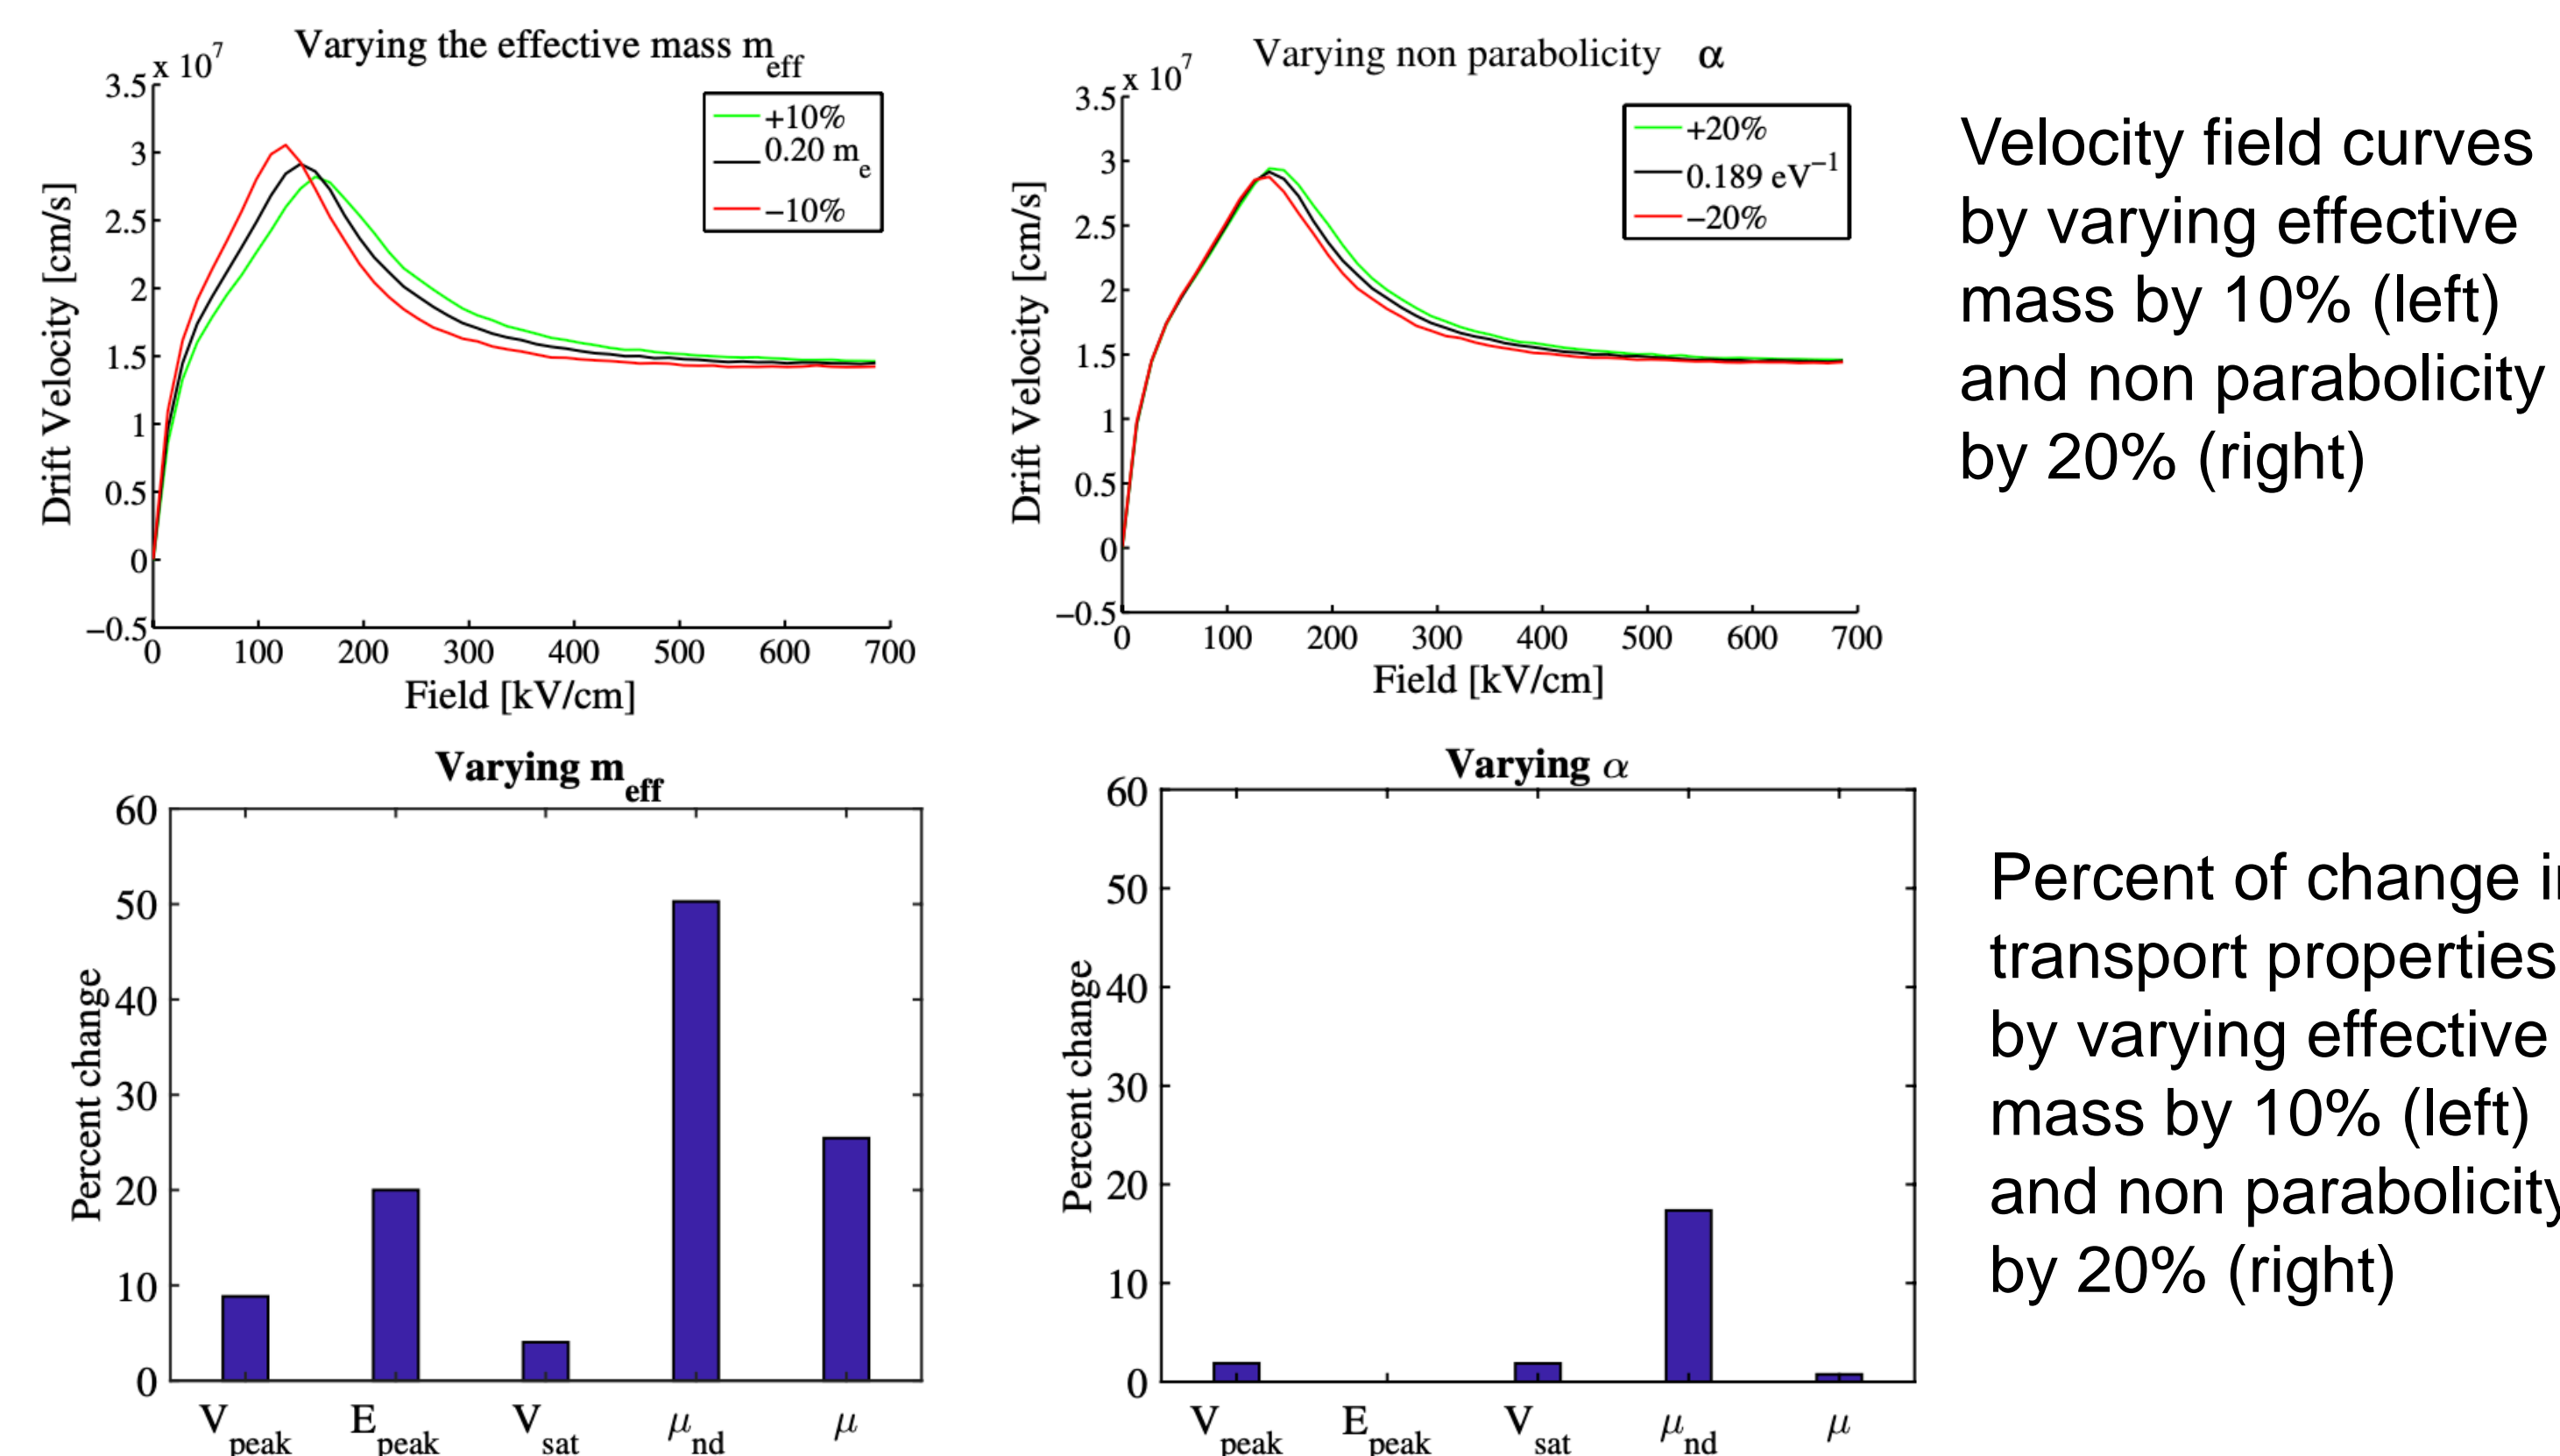 Varying the effective mass m_eff
x 10^7
3.5
3
2.5
2
1.5
1
0.5
0
−0.5
Drift Velocity [cm/s]
+10%
0.20 m_e
−10%
0 100 200 300 400 500 600 700
Field [kV/cm]
Varying non parabolicity α
x 10^7
3.5
3
2.5
2
1.5
1
0.5
0
−0.5
Drift Velocity [cm/s]
+20%
0.189 eV^−1
−20%
0 100 200 300 400 500 600 700
Field [kV/cm]
Velocity field curves
by varying effective
mass by 10% (left)
and non parabolicity
by 20% (right)
Varying m_eff
60
50
40
30
20
10
0
Percent change
V_peak E_peak V_sat μ_nd μ
Varying α
60
50
40
30
20
10
0
Percent change
V_peak E_peak V_sat μ_nd μ
Percent of change
transport properties
by varying effective
mass by 10% (left)
and non parabolicity
by 20% (right)